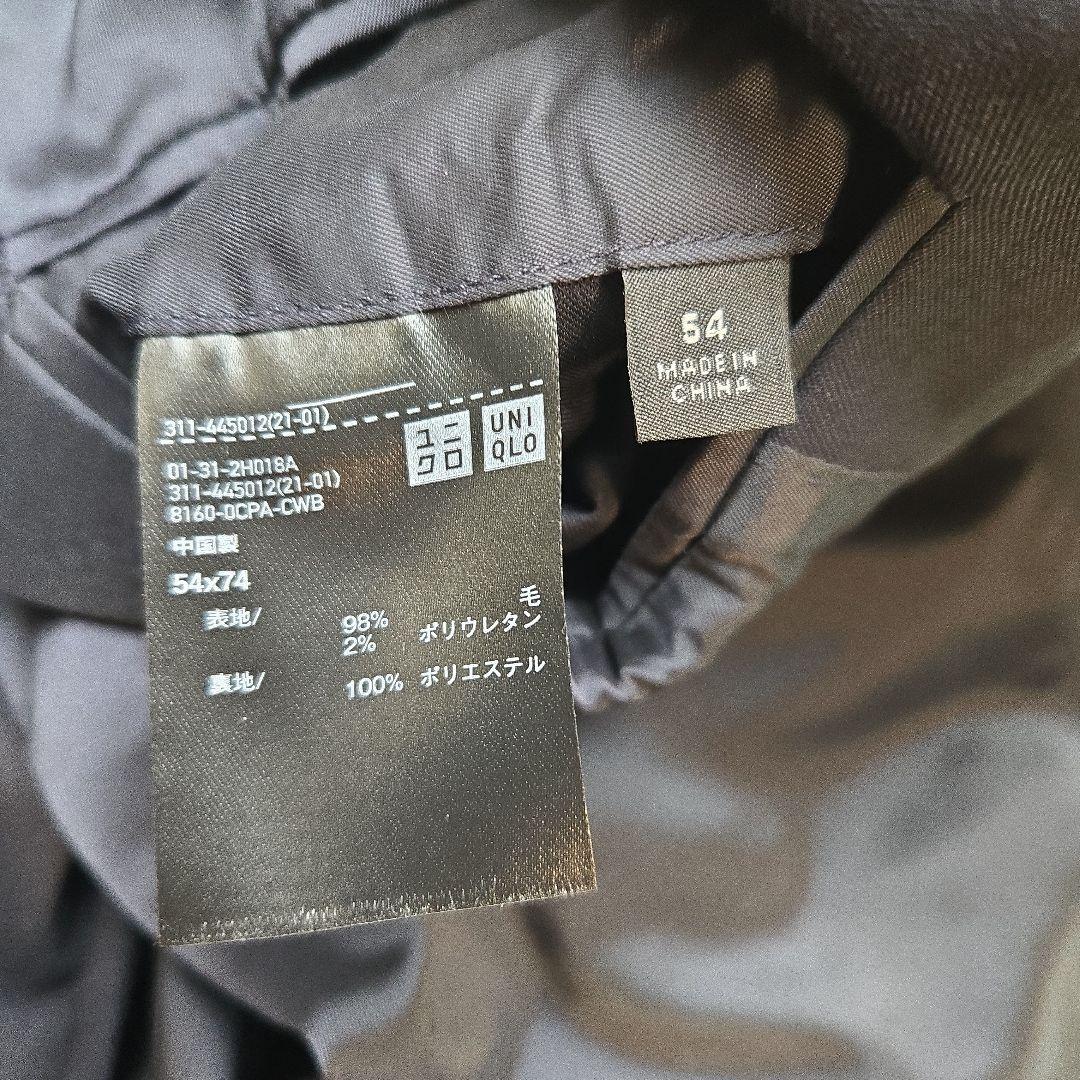 311-445012(21-01)
ユニ
クロ
UNI
QLO
01-31-2H018A
311-445012(21-01)
8160-0CPA-CWB
中国製
54x74
表地/ 98% 毛
2% ポリウレタン
裏地/ 100% ポリエステル
54
MADE IN
CHINA